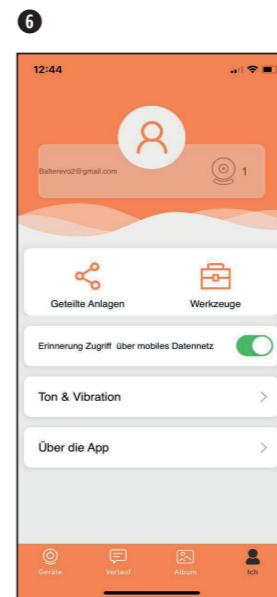 6
12:44
Balterevo2@gmail.com
1
Geteilte Anlagen
Werkzeuge
Erinnerung Zugriff über mobiles Datennetz
Ton & Vibration
Über die App
Geräte
Verlauf
Album
Ich